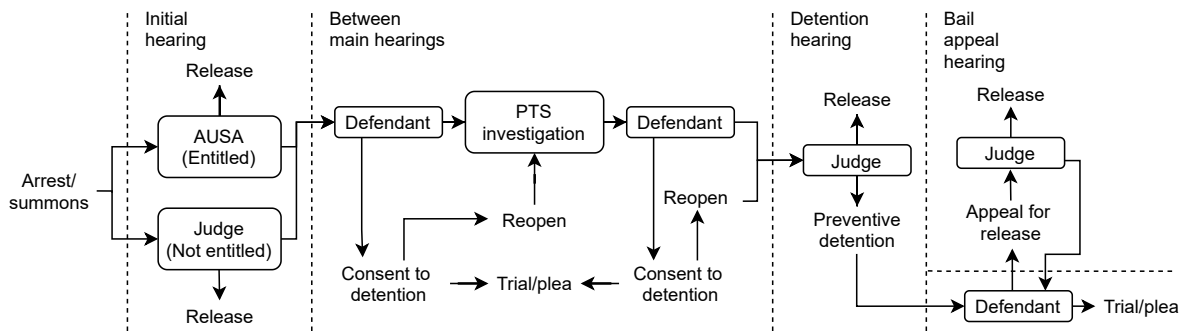 Initial
hearing
Between
main hearings
Detention
hearing
Bail
appeal
hearing
Release
AUSA
(Entitled)
Arrest/
summons
Judge
(Not entitled)
Release
Defendant
PTS
investigation
Defendant
Reopen
Reopen
Consent to
detention
Trial/plea
Consent to
detention
Release
Judge
Preventive
detention
Release
Judge
Appeal for
release
Defendant
Trial/plea